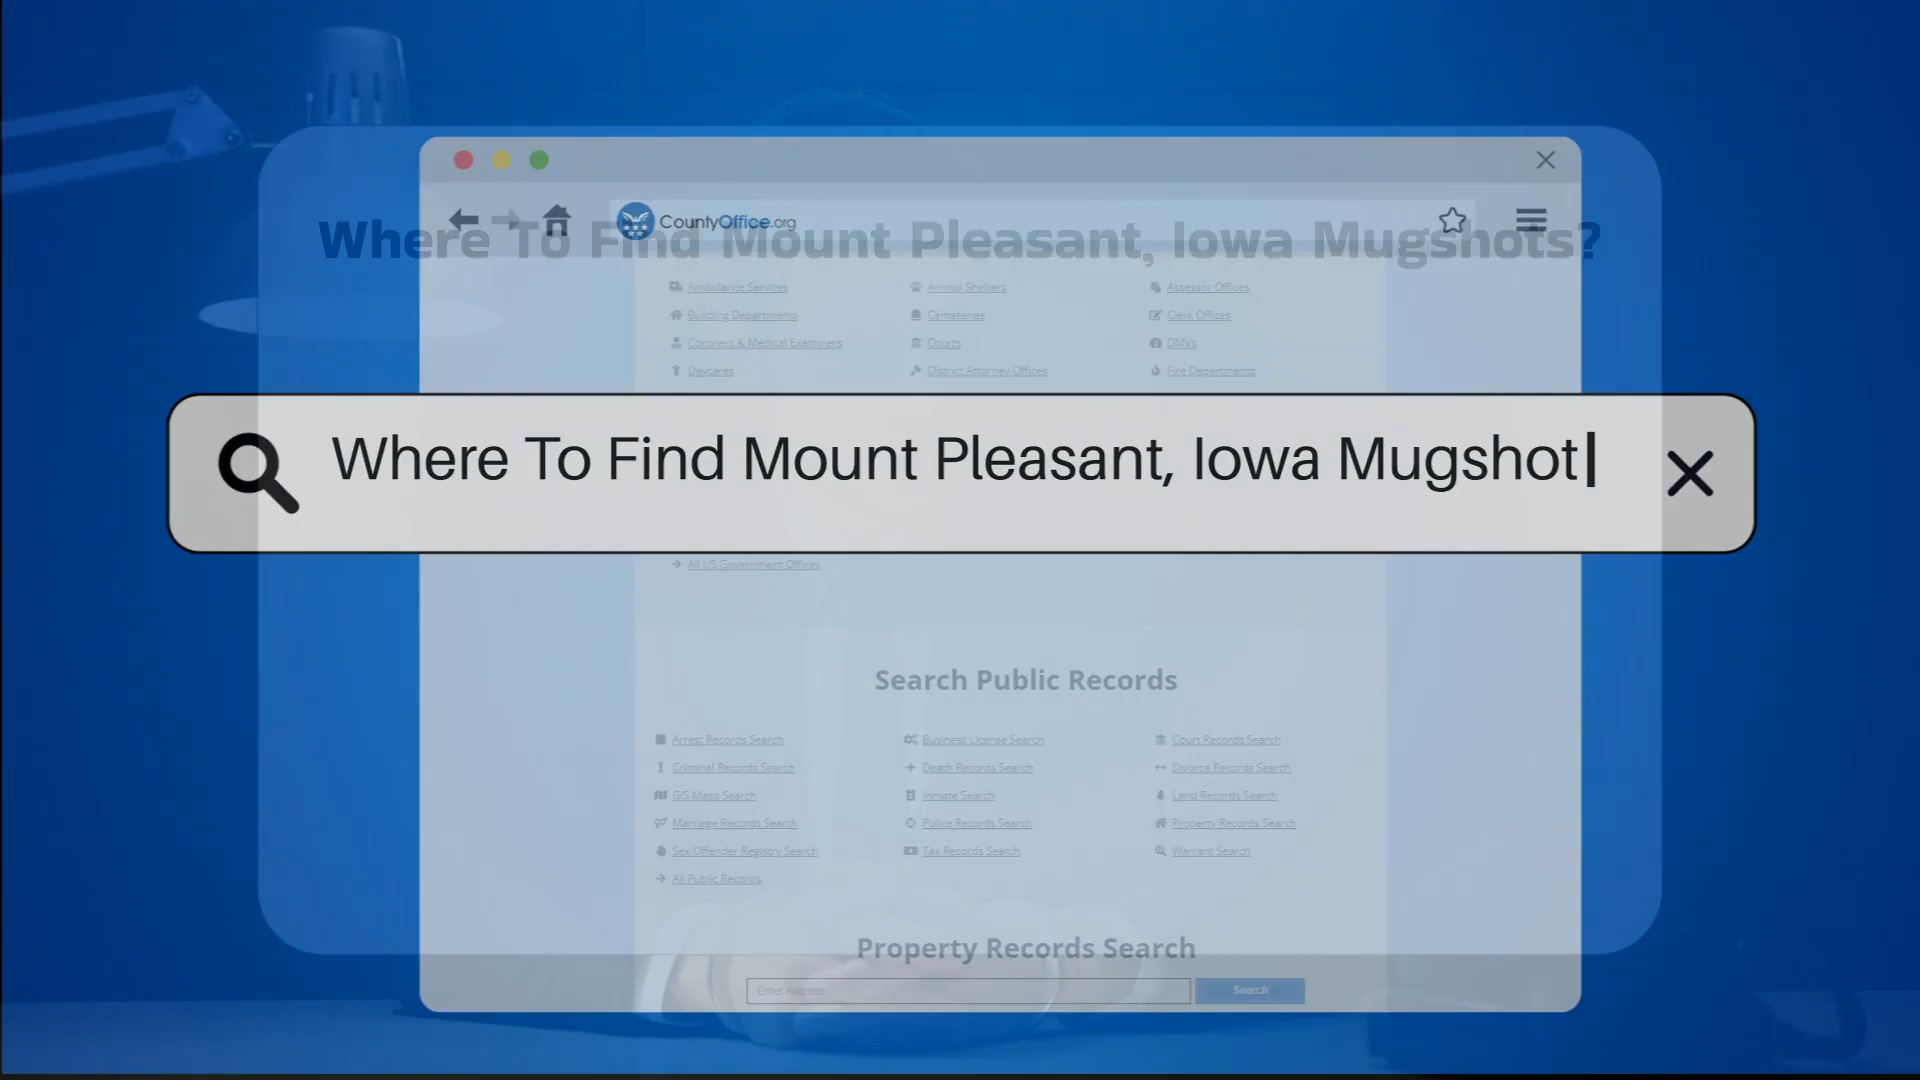 CountyOffice.org
Where To Find Mount Pleasant, Iowa Mugshots?
Ambulance Services
Animal Shelters
Assessor Offices
Building Departments
Cemeteries
Clerk Offices
Coroners & Medical Examiners
Courts
DMVs
Daycares
District Attorney Offices
Fire Departments
Where To Find Mount Pleasant, Iowa Mugshot
All US Government Offices
Search Public Records
Arrest Records Search
Business License Search
Court Records Search
Criminal Records Search
Death Records Search
Divorce Records Search
GIS Maps Search
Inmate Search
Land Records Search
Marriage Records Search
Police Records Search
Property Records Search
Sex Offender Registry Search
Tax Records Search
Warrant Search
All Public Records
Property Records Search
Enter Address
Search